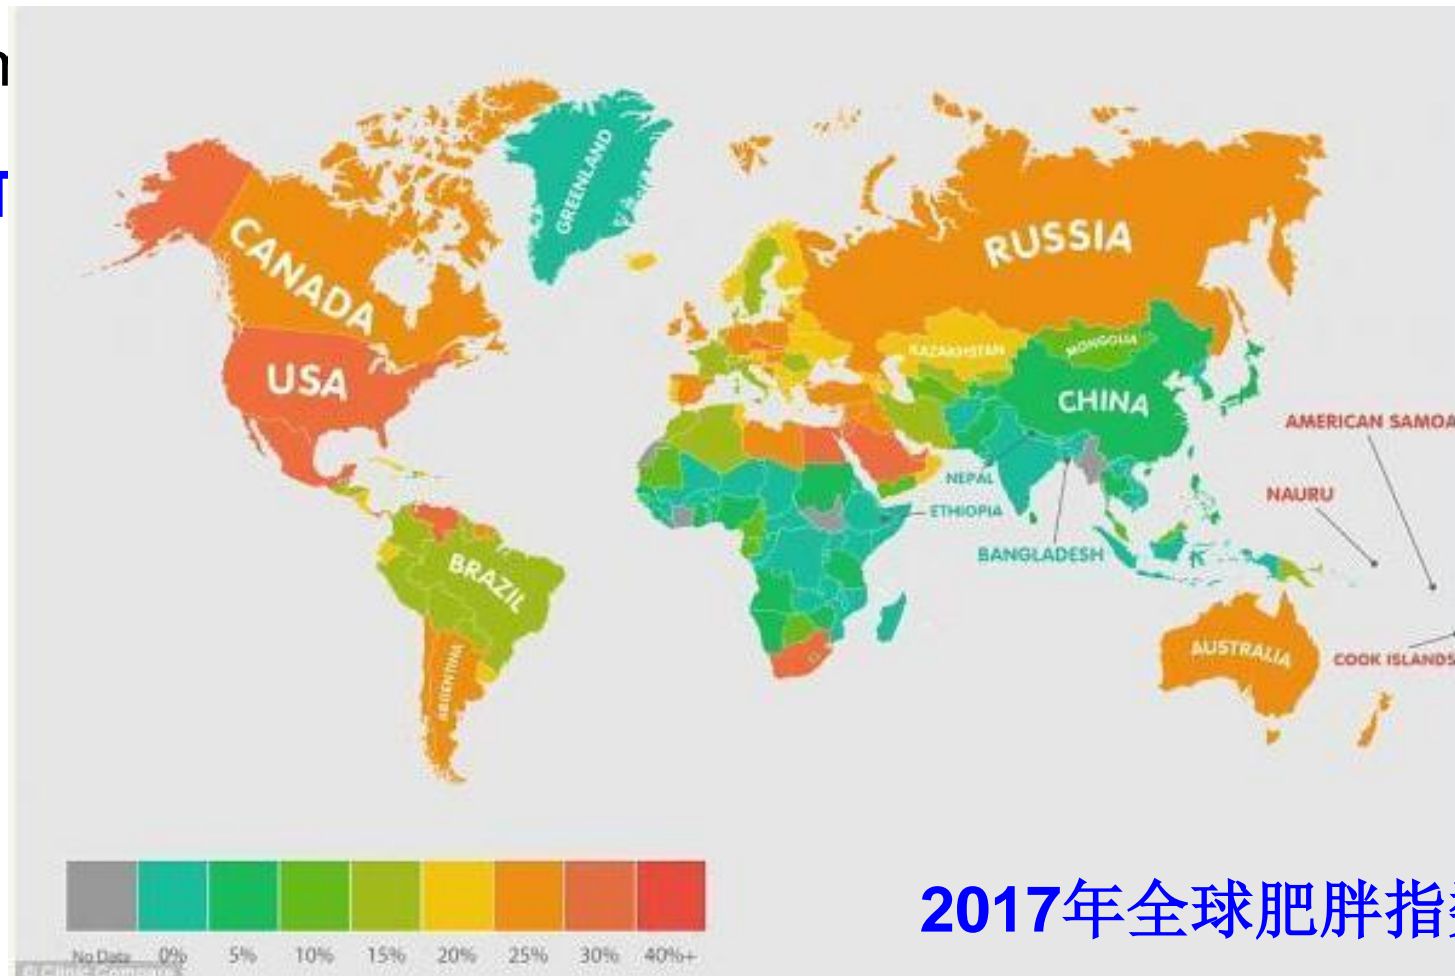 GREENLAND
RUSSIA
CANADA
KAZAKHSTAN
MONGOLIA
USA
CHINA
AMERICAN SAMOA
NEPAL
NAURU
ETHIOPIA
BANGLADESH
BRAZIL
AUSTRALIA
COOK ISLANDS
ARGENTINA
No Data 0% 5% 10% 15% 20% 25% 30% 40%+
2017年全球肥胖指